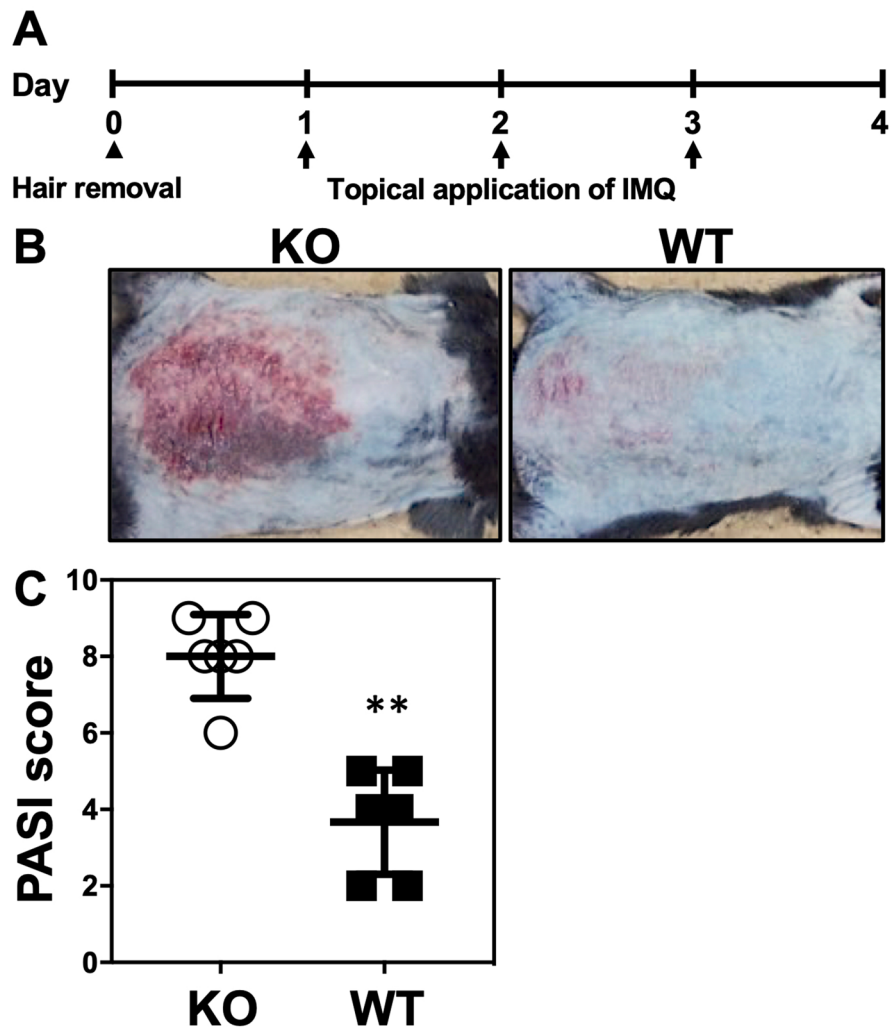 A
Day
0 1 2 3 4
Hair removal Topical application of IMQ
B
KO WT
C
PASI score
10
8
6
4
2
0
**
KO WT